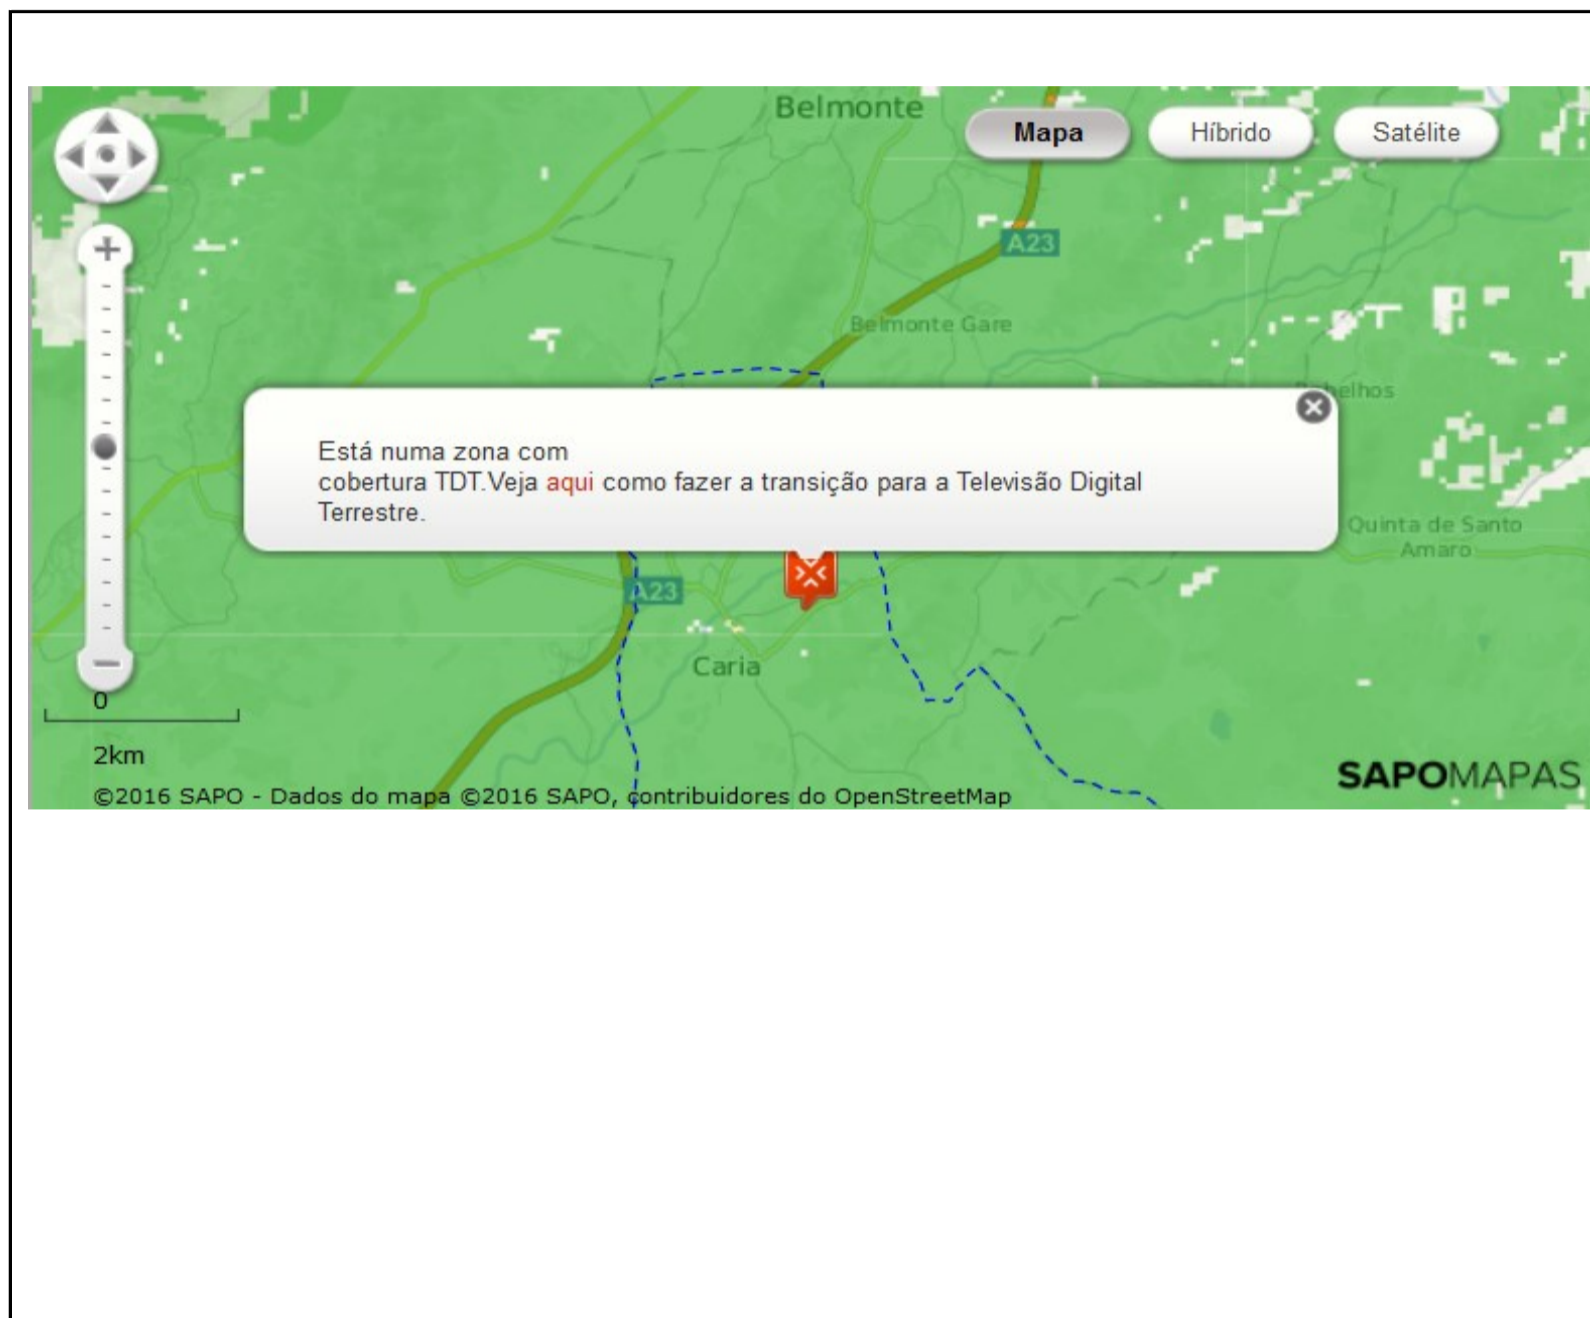 Belmonte
Mapa
Híbrido
Satélite
A23
Belmonte Gare
Está numa zona com
cobertura TDT.Veja aqui como fazer a transição para a Televisão Digital
Terrestre.
Quinta de Santo
Amaro
A23
Caria
0
2km
©2016 SAPO - Dados do mapa ©2016 SAPO, contribuidores do OpenStreetMap
SAPOMAPAS